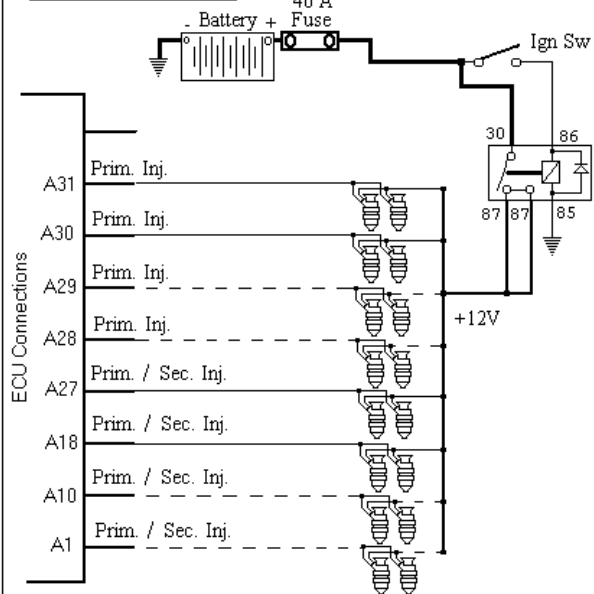 40 A
- Battery + Fuse
Ign Sw
30
86
87 87
85
+12V
ECU Connections
A31 Prim. Inj.
A30 Prim. Inj.
A29 Prim. Inj.
A28 Prim. Inj.
A27 Prim. / Sec. Inj.
A18 Prim. / Sec. Inj.
A10 Prim. / Sec. Inj.
A1 Prim. / Sec. Inj.